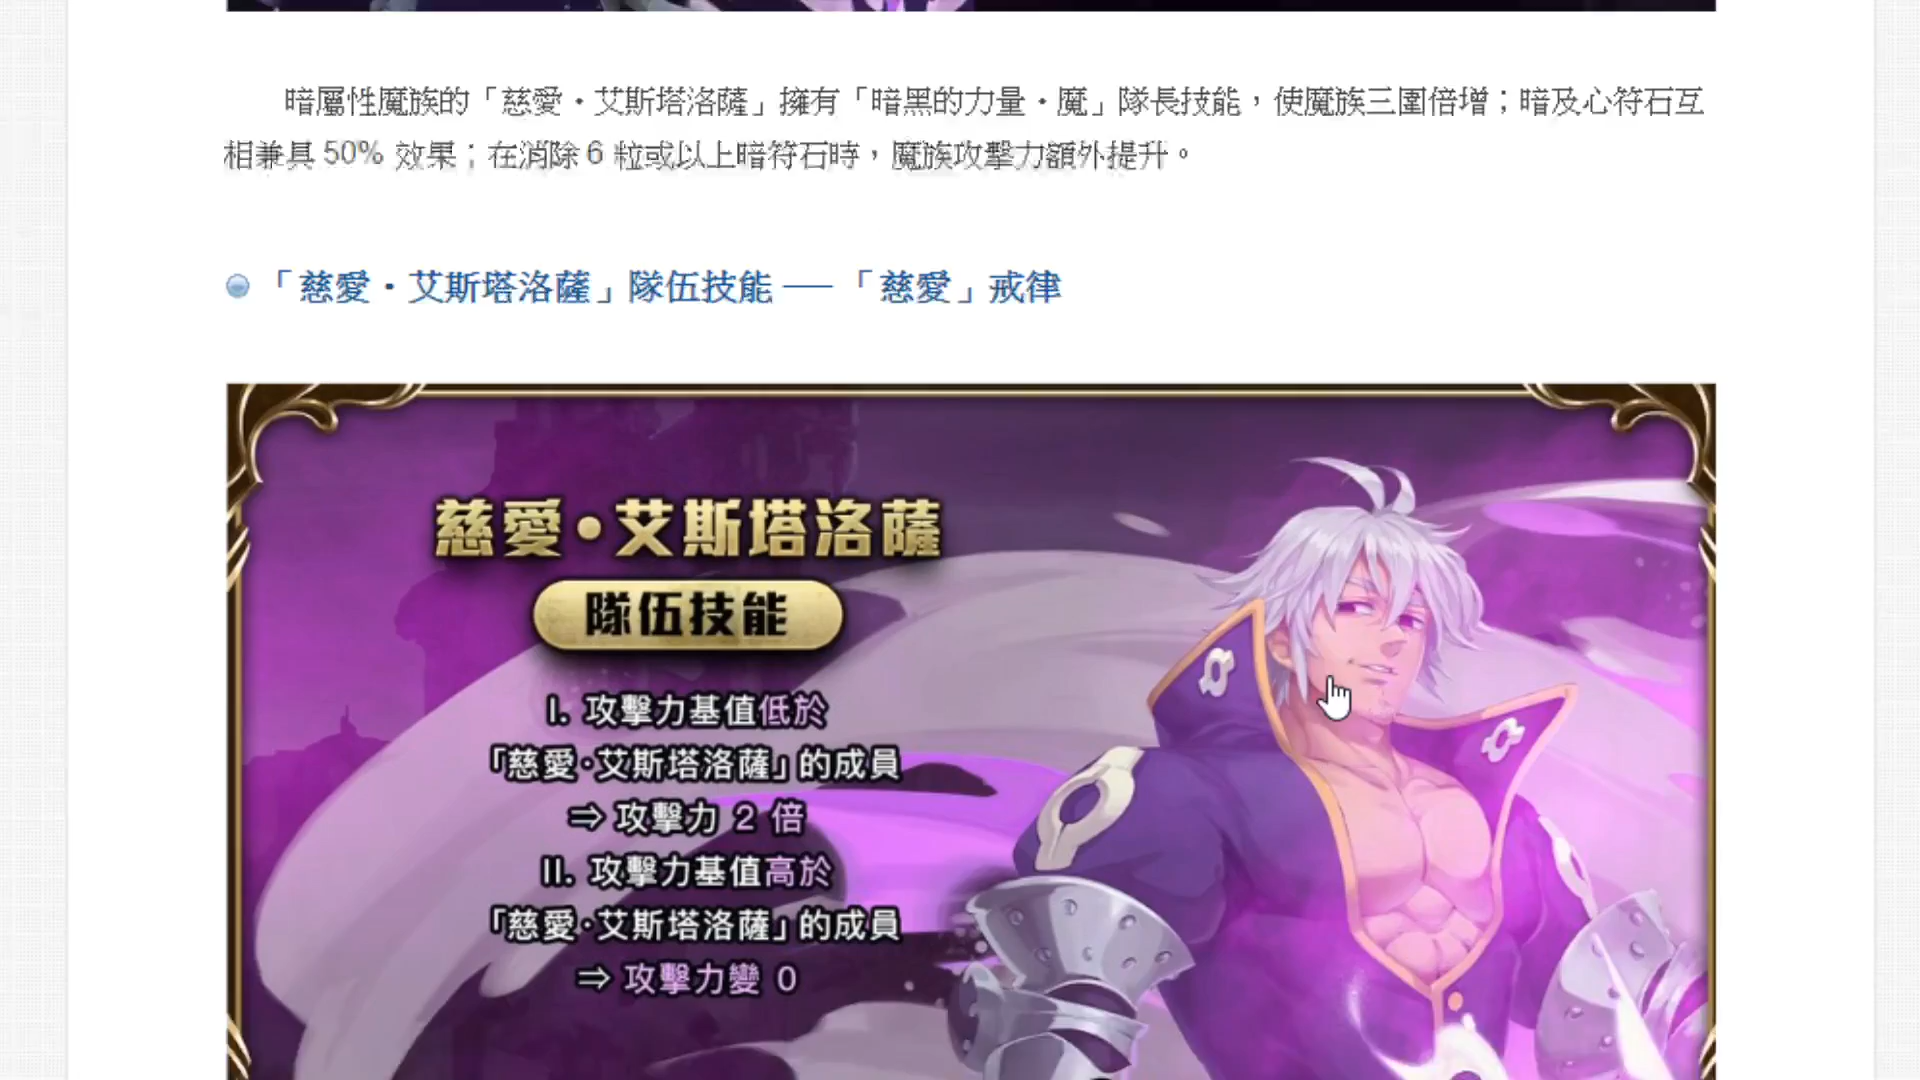 暗屬性魔族的「慈愛・艾斯塔洛薩」擁有「暗黑的力量・魔」隊長技能，使魔族三圍倍增；暗及心符石互
相兼具 50% 效果；在消除 6 粒或以上暗符石時，魔族攻擊力額外提升。
「慈愛・艾斯塔洛薩」隊伍技能 ── 「慈愛」戒律
慈愛•艾斯塔洛薩
隊伍技能
I. 攻擊力基值低於
「慈愛·艾斯塔洛薩」的成員
⇒ 攻擊力 2 倍
II. 攻擊力基值高於
「慈愛·艾斯塔洛薩」的成員
⇒ 攻擊力變 0